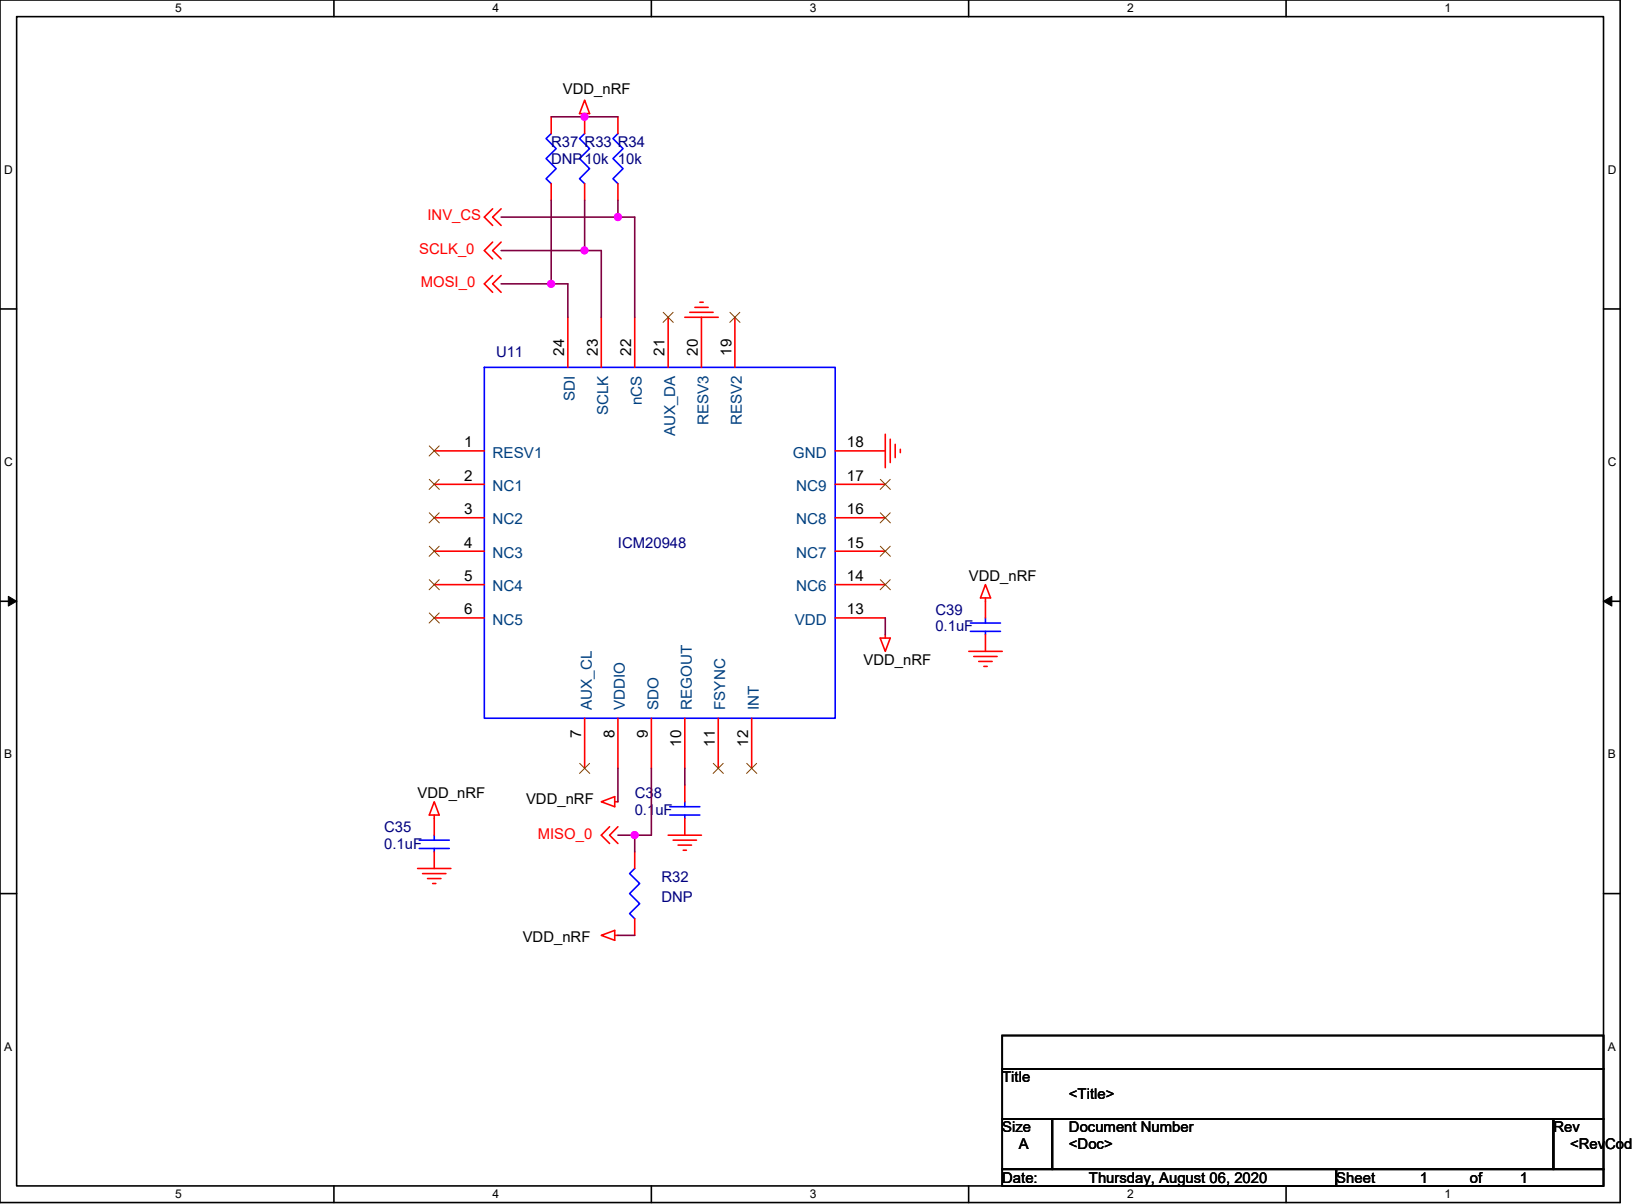 5 4 3 2 1
VDD_nRF
R37 R33 R34
DNP 10k 10k
D D
INV_CS
SCLK_0
MOSI_0
24 23 22 21 20 19
U11
SDI SCLK nCS AUX_DA RESV3 RESV2
1 RESV1 GND 18
C C
2 NC1 NC9 17
3 NC2 NC8 16
ICM20948
4 NC3 NC7 15
5 NC4 NC6 14
6 NC5 VDD 13
VDD_nRF
C39
0.1uF
VDD_nRF
AUX_CL VDDIO SDO REGOUT FSYNC INT
7 8 9 10 11 12
B B
VDD_nRF
C35
0.1uF
VDD_nRF
C38
0.1uF
MISO_0
R32
DNP
VDD_nRF
A A
Title
<Title>
Size Document Number Rev
A <Doc> <RevCod
Date: Thursday, August 06, 2020 Sheet 1 of 1
5 4 3 2 1